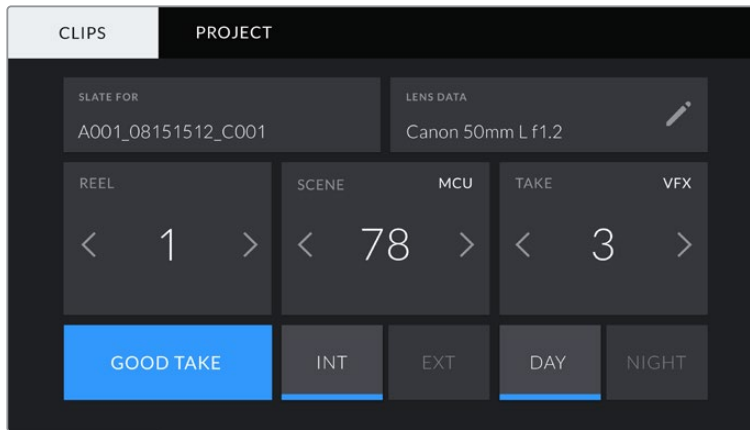 CLIPS PROJECT
SLATE FOR
A001_08151512_C001
LENS DATA
Canon 50mm L f1.2
REEL
1
SCENE MCU
78
TAKE VFX
3
GOOD TAKE
INT
EXT
DAY
NIGHT